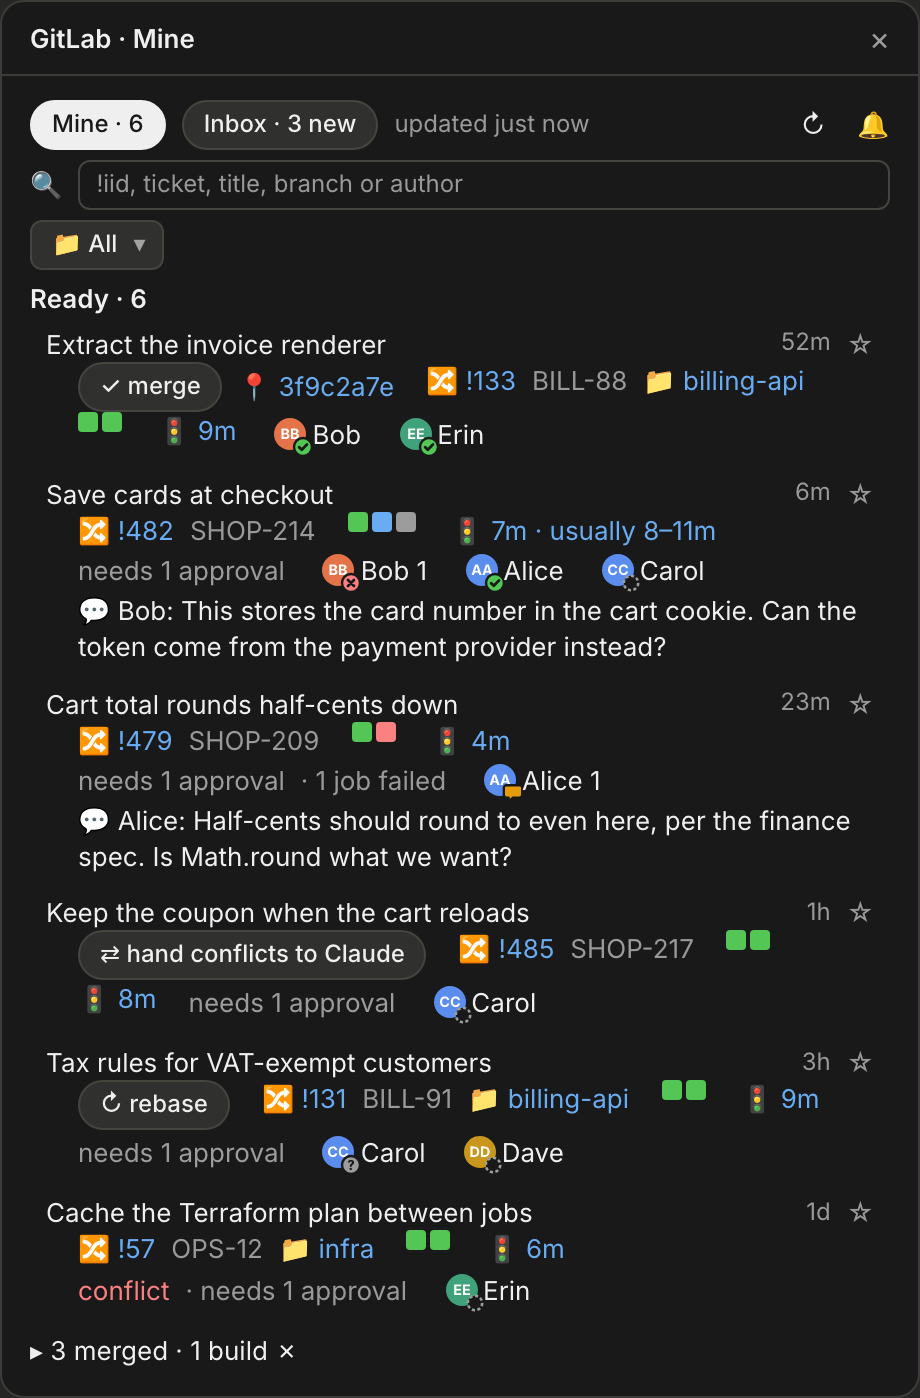 GitLab · Mine ×
Mine · 6 Inbox · 3 new updated just now
!iid, ticket, title, branch or author
All ▾
Ready · 6
Extract the invoice renderer 52m ☆
✓ merge 3f9c2a7e !133 BILL-88 billing-api
9m BB Bob EE Erin
Save cards at checkout 6m ☆
!482 SHOP-214 7m · usually 8–11m
needs 1 approval BB Bob 1 AA Alice CC Carol
Bob: This stores the card number in the cart cookie. Can the
token come from the payment provider instead?
Cart total rounds half-cents down 23m ☆
!479 SHOP-209 4m
needs 1 approval · 1 job failed AA Alice 1
Alice: Half-cents should round to even here, per the finance
spec. Is Math.round what we want?
Keep the coupon when the cart reloads 1h ☆
⇄ hand conflicts to Claude !485 SHOP-217
8m needs 1 approval CC Carol
Tax rules for VAT-exempt customers 3h ☆
↻ rebase !131 BILL-91 billing-api 9m
needs 1 approval CC ? Carol DD Dave
Cache the Terraform plan between jobs 1d ☆
!57 OPS-12 infra 6m
conflict · needs 1 approval EE Erin
▸ 3 merged · 1 build ×